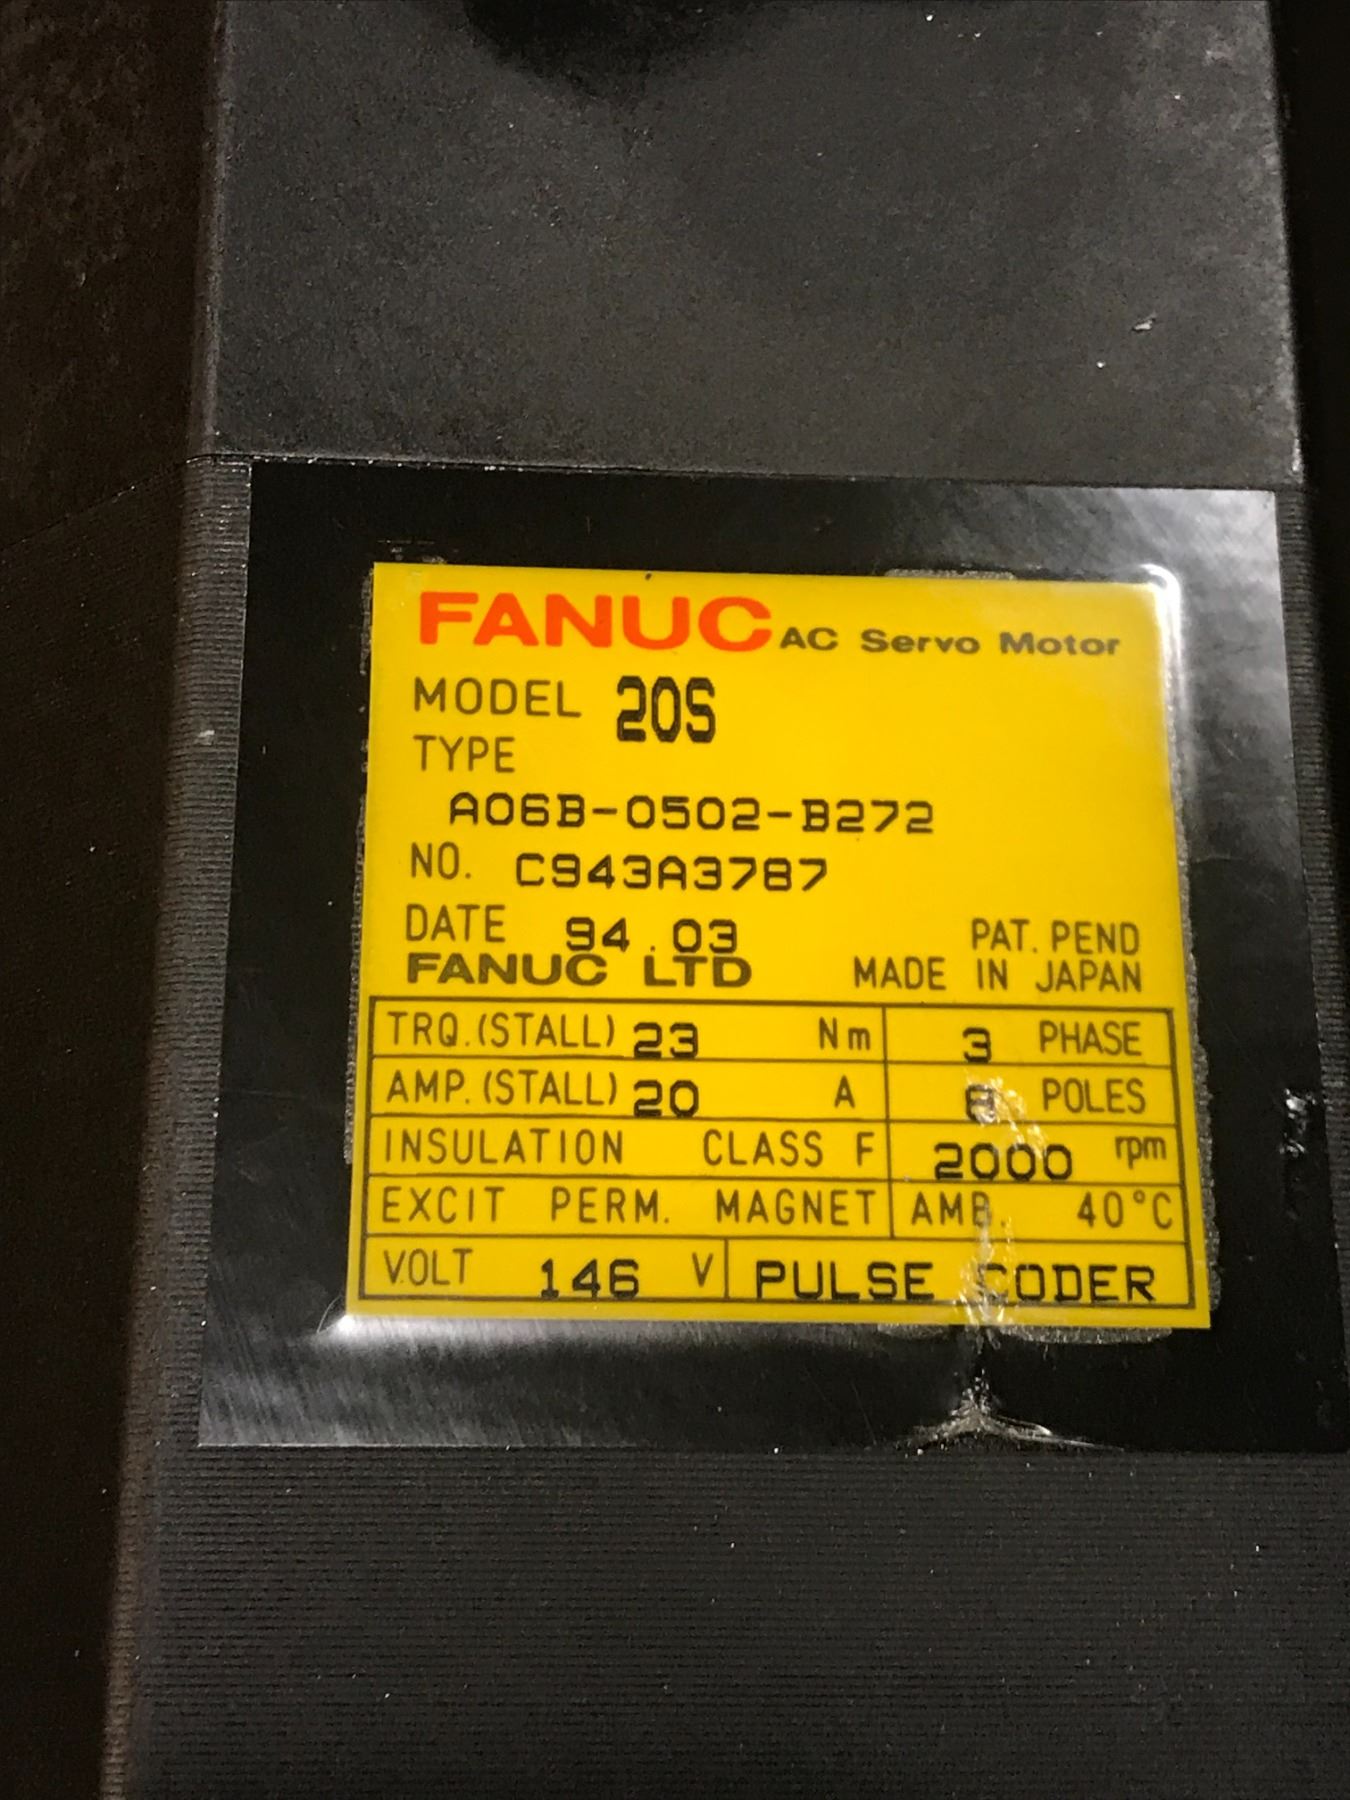 FANUC AC Servo Motor
MODEL 20S
TYPE
A06B-0502-B272
NO. C943A3787
DATE 94.03 PAT. PEND
FANUC LTD MADE IN JAPAN
TRQ.(STALL) 23 Nm 3 PHASE
AMP.(STALL) 20 A 8 POLES
INSULATION CLASS F 2000 rpm
EXCIT PERM. MAGNET AMB. 40°C
VOLT 146 V PULSE CODER